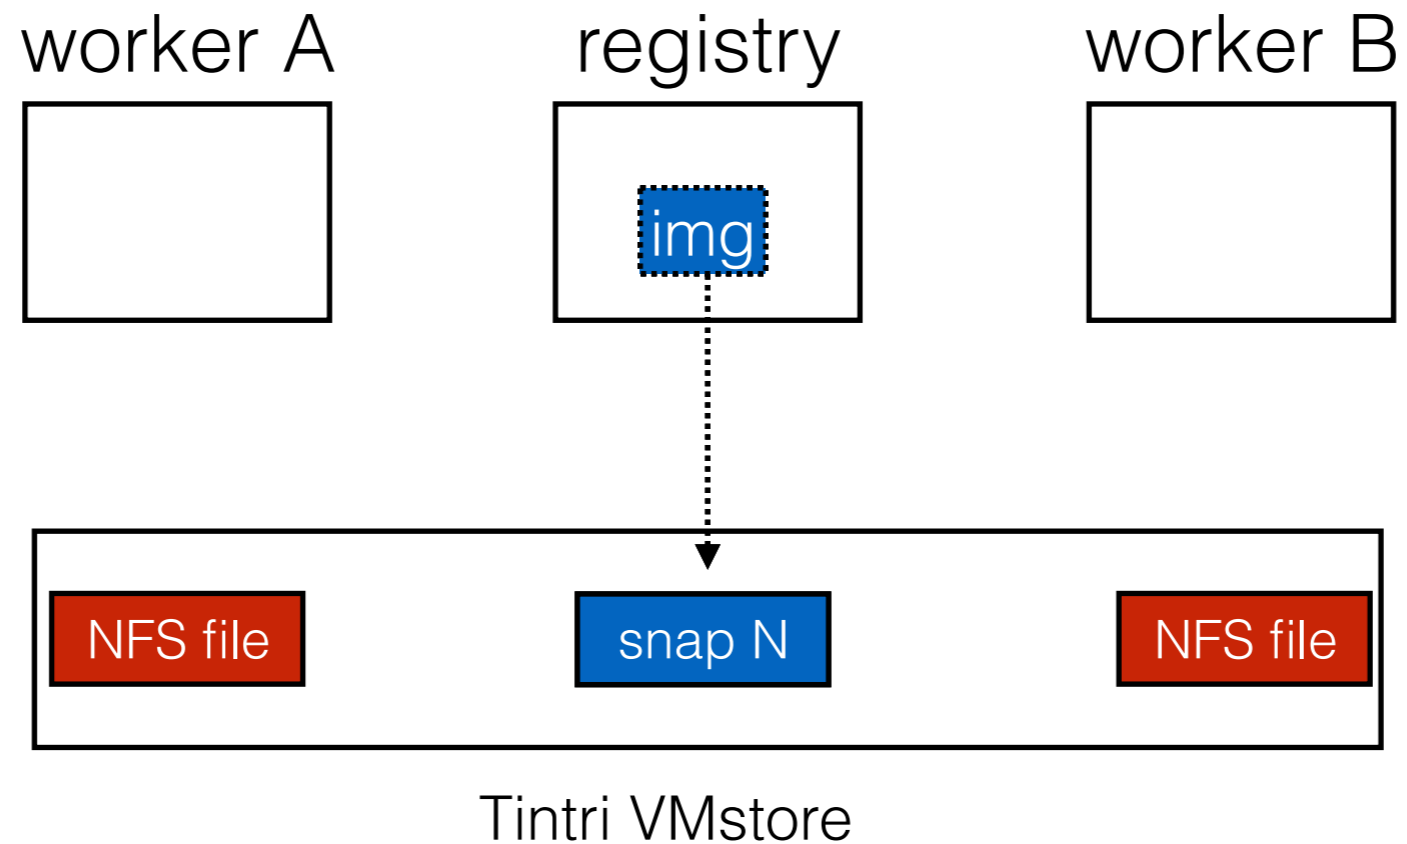 worker A
registry
worker B
img
NFS file
snap N
NFS file
Tintri VMstore